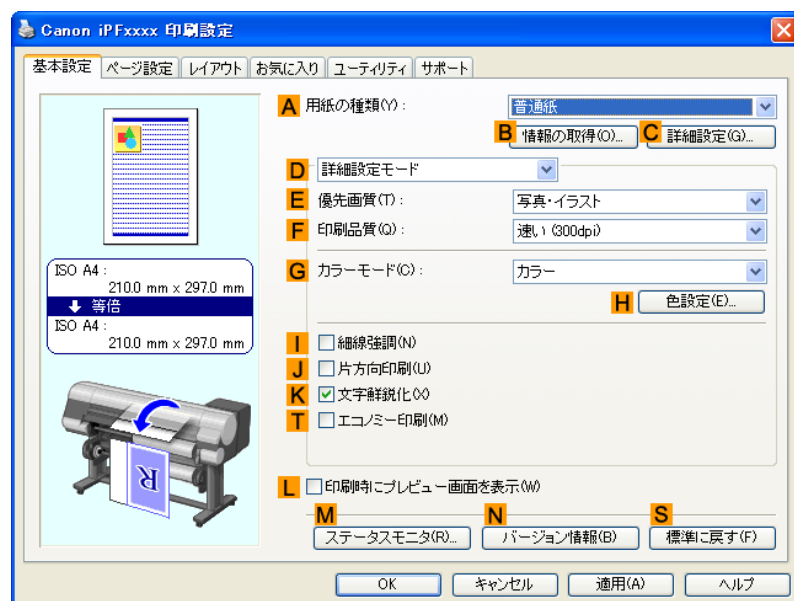 Canon iPFxxxx 印刷設定
基本設定 ページ設定 レイアウト お気に入り ユーティリティ サポート
A 用紙の種類(Y): 普通紙
B 情報の取得(O)... C 詳細設定(G)...
D 詳細設定モード
E 優先画質(T): 写真・イラスト
F 印刷品質(Q): 速い(300dpi)
G カラーモード(C): カラー
H 色設定(E)...
ISO A4 :
210.0 mm x 297.0 mm
等倍
ISO A4 :
210.0 mm x 297.0 mm
I 細線強調(N)
J 片方向印刷(U)
K 文字鮮鋭化(X)
T エコノミー印刷(M)
R
L 印刷時にプレビュー画面を表示(W)
M N S
ステータスモニタ(R)... バージョン情報(B) 標準に戻す(F)
OK キャンセル 適用(A) ヘルプ